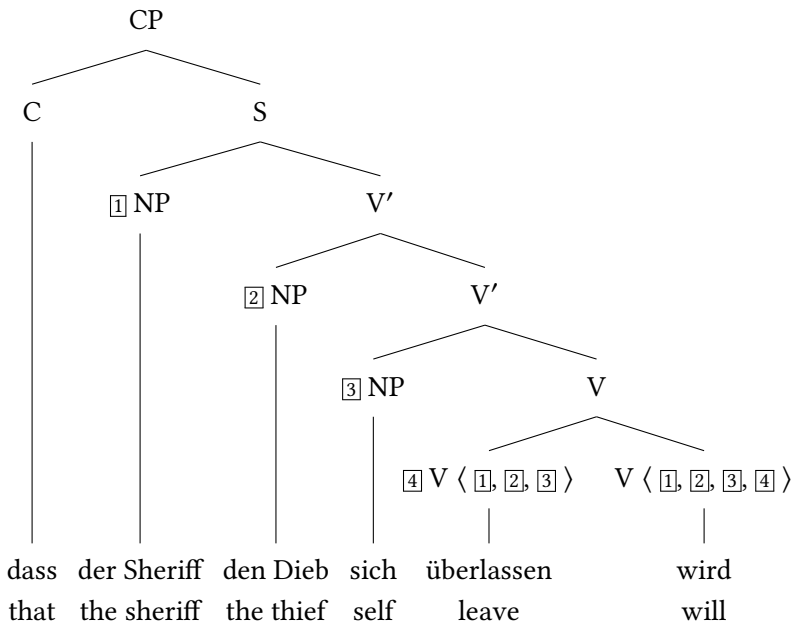 CP
C S
1 NP V′
2 NP V′
3 NP V
4 V ⟨ 1, 2, 3 ⟩ V ⟨ 1, 2, 3, 4 ⟩
dass der Sheriff den Dieb sich überlassen wird
that the sheriff the thief self leave will